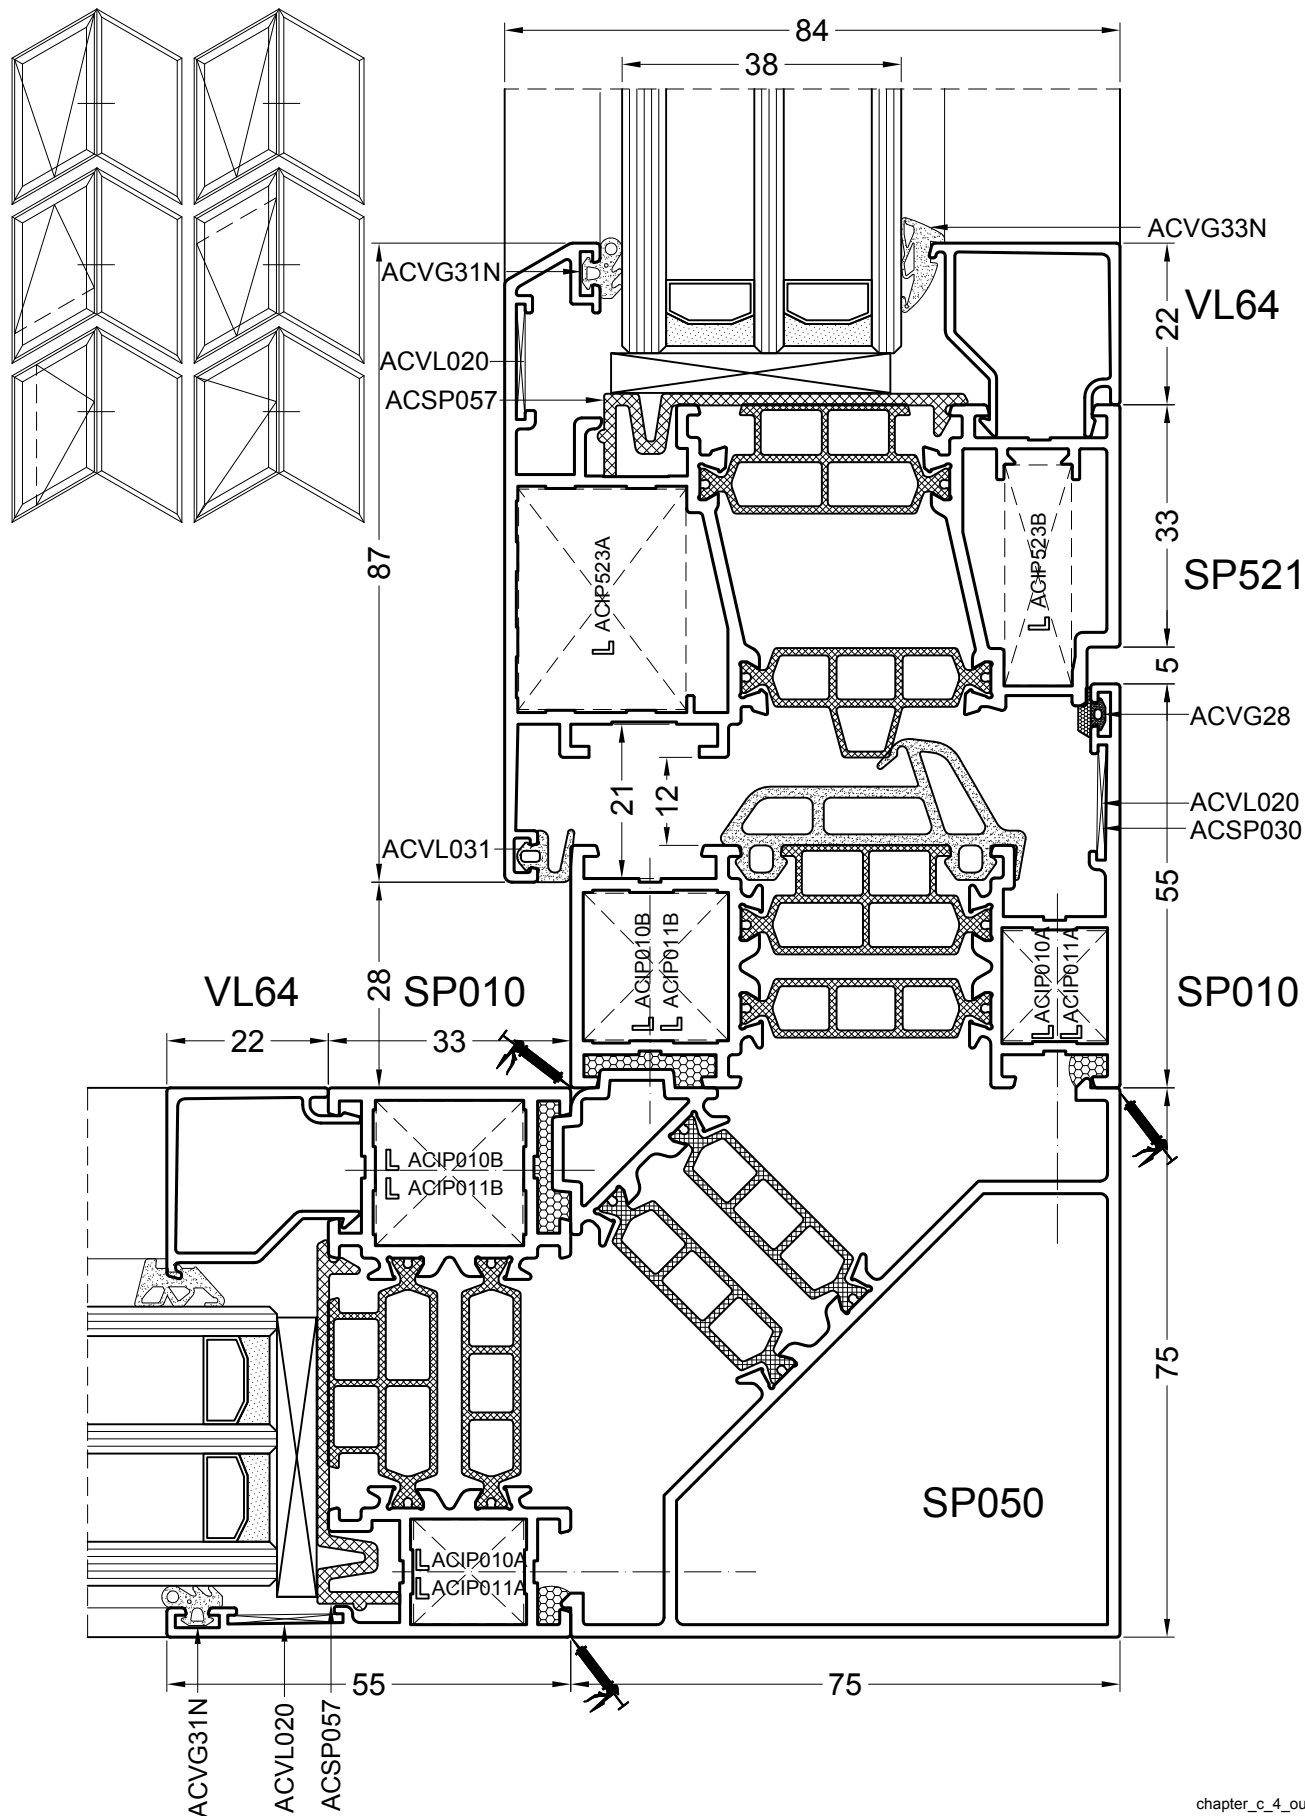 84
38
ACVG33N
ACVG31N
22
VL64
ACVL020
ACSP057
87
ACIP523A
ACIP523B
33
SP521
5
ACVG28
21
12
ACVL020
ACSP030
ACVL031
55
ACIP010B
ACIP011B
ACIP010A
ACIP011A
VL64
28
SP010
SP010
22
33
ACIP010B
ACIP011B
75
SP050
ACIP010A
ACIP011A
55
75
ACVG31N
ACVL020
ACSP057
chapter_c_4_ou